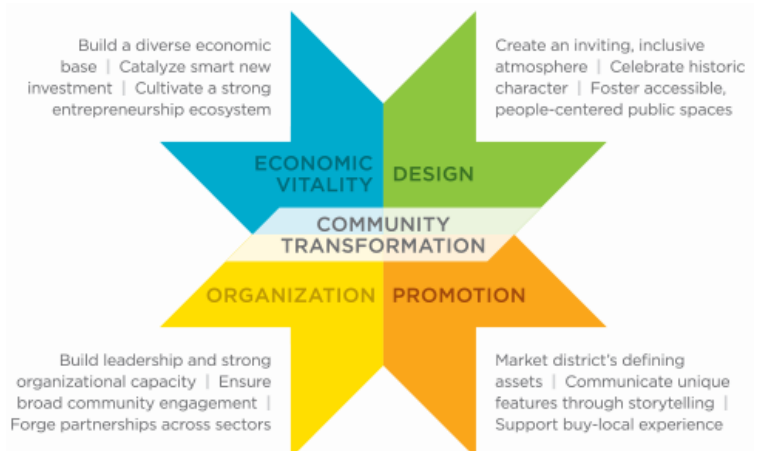 Build a diverse economic
base | Catalyze smart new
investment | Cultivate a strong
entrepreneurship ecosystem
Create an inviting, inclusive
atmosphere | Celebrate historic
character | Foster accessible,
people-centered public spaces
ECONOMIC
VITALITY
DESIGN
COMMUNITY
TRANSFORMATION
ORGANIZATION
PROMOTION
Build leadership and strong
organizational capacity | Ensure
broad community engagement |
Forge partnerships across sectors
Market district's defining
assets | Communicate unique
features through storytelling |
Support buy-local experience